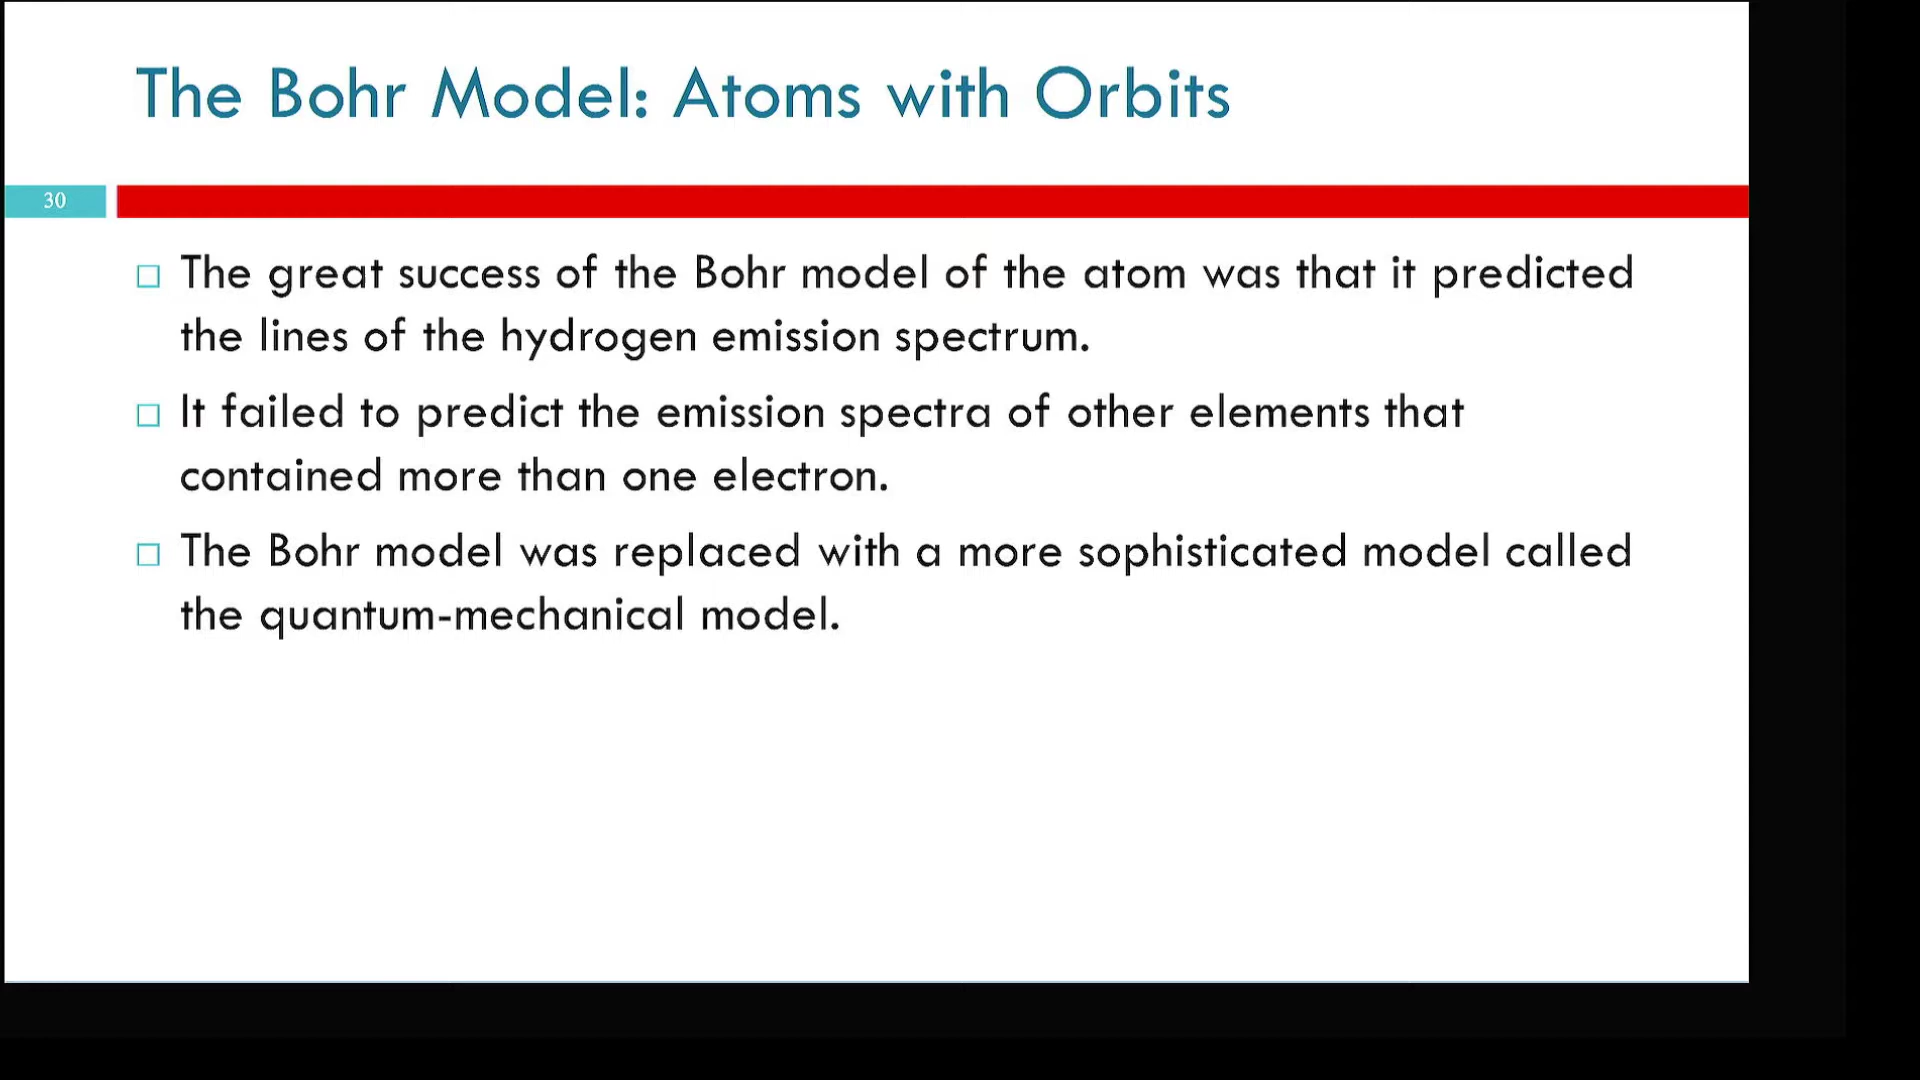 The Bohr Model: Atoms with Orbits
30
The great success of the Bohr model of the atom was that it predicted
the lines of the hydrogen emission spectrum.
It failed to predict the emission spectra of other elements that
contained more than one electron.
The Bohr model was replaced with a more sophisticated model called
the quantum-mechanical model.